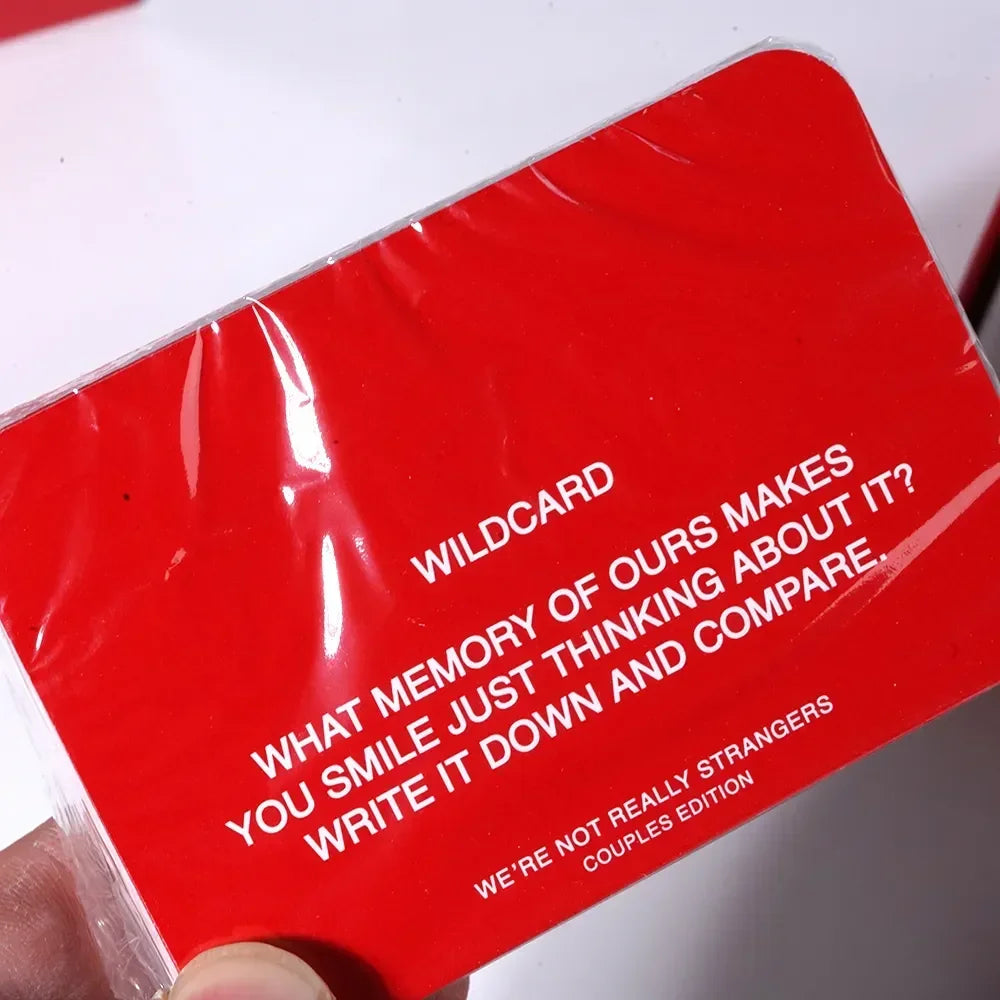 WILDCARD
WHAT MEMORY OF OURS MAKES
YOU SMILE JUST THINKING ABOUT IT?
WRITE IT DOWN AND COMPARE.
WE'RE NOT REALLY STRANGERS
COUPLES EDITION